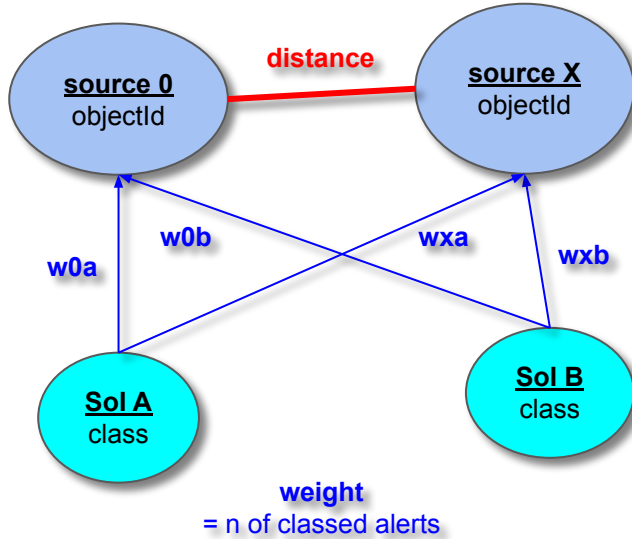 source 0
objectId
distance
source X
objectId
w0a
w0b
wxa
wxb
Sol A
class
Sol B
class
weight
= n of classed alerts